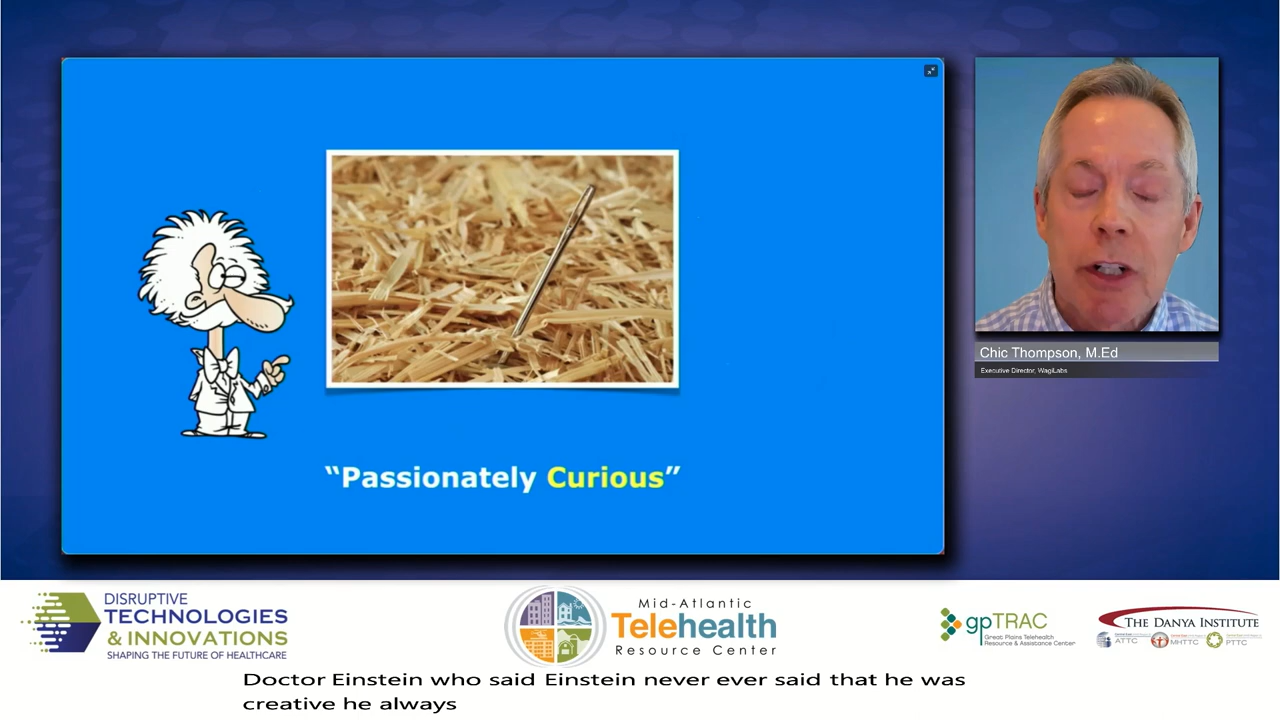 “Passionately Curious”
Chic Thompson, M.Ed
Executive Director, WagiLabs
DISRUPTIVE
TECHNOLOGIES
& INNOVATIONS
SHAPING THE FUTURE OF HEALTHCARE
Mid-Atlantic
Telehealth
Resource Center
gpTRAC
Great Plains Telehealth
Resource & Assistance Center
THE DANYA INSTITUTE
ATTC
MHTTC
PTTC
Doctor Einstein who said Einstein never ever said that he was
creative he always